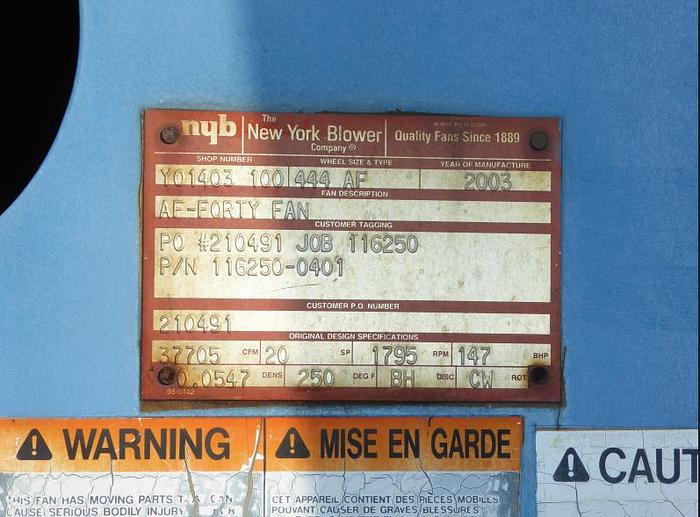 nyb The New York Blower Company® Quality Fans Since 1889
SHOP NUMBER WHEEL SIZE & TYPE YEAR OF MANUFACTURE
Y01403 100 444 AF 2003
FAN DESCRIPTION
AF-FORTY FAN
CUSTOMER TAGGING
PO #210491 JOB 116250
P/N 116250-0401
CUSTOMER P.O. NUMBER
210491
ORIGINAL DESIGN SPECIFICATIONS
37705 CFM 20 SP 1795 RPM 147 BHP
0.0547 DENS 250 DEG F BH DISC CW ROT
WARNING MISE EN GARDE
THIS FAN HAS MOVING PARTS CAN CET APPAREIL CONTIENT DES PIECES MOBILES
CAUSE SERIOUS BODILY INJURY POUVANT CAUSER DE GRAVES BLESSURES
CAUT